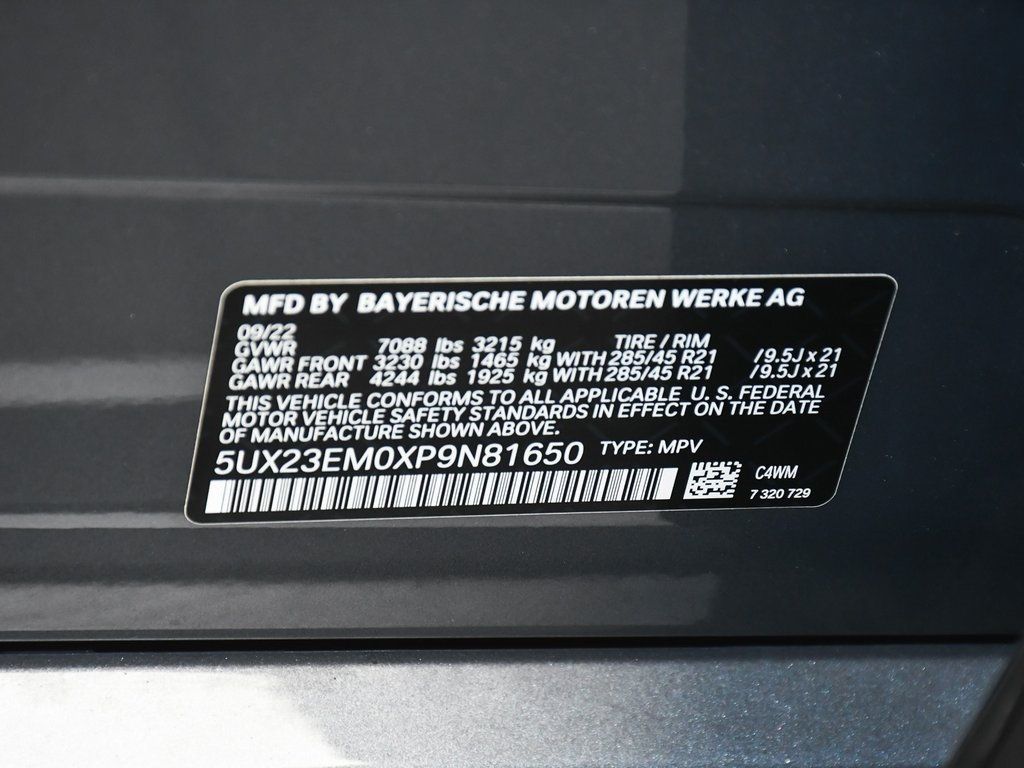 MFD BY BAYERISCHE MOTOREN WERKE AG
09/22
GVWR 7088 lbs 3215 kg TIRE / RIM
GAWR FRONT 3230 lbs 1465 kg WITH 285/45 R21 /9.5J x 21
GAWR REAR 4244 lbs 1925 kg WITH 285/45 R21 /9.5J x 21
THIS VEHICLE CONFORMS TO ALL APPLICABLE U. S. FEDERAL
MOTOR VEHICLE SAFETY STANDARDS IN EFFECT ON THE DATE
OF MANUFACTURE SHOWN ABOVE.
5UX23EM0XP9N81650 TYPE: MPV
C4WM
7 320 729